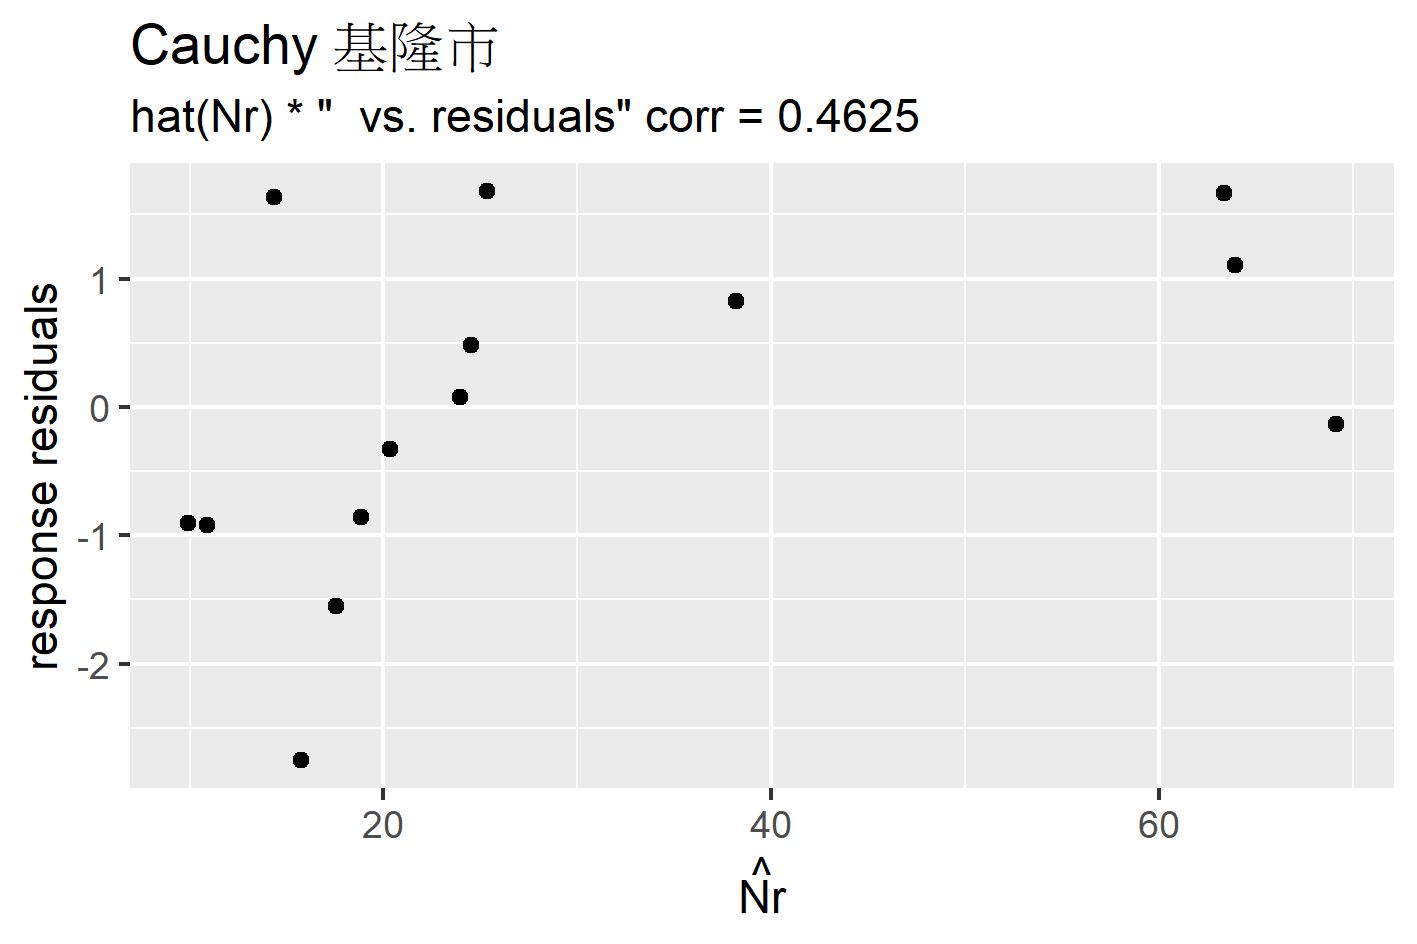 Cauchy 基隆市
hat(Nr) * "  vs. residuals" corr = 0.4625
response residuals
1
0
-1
-2
20
40
60
N̂r